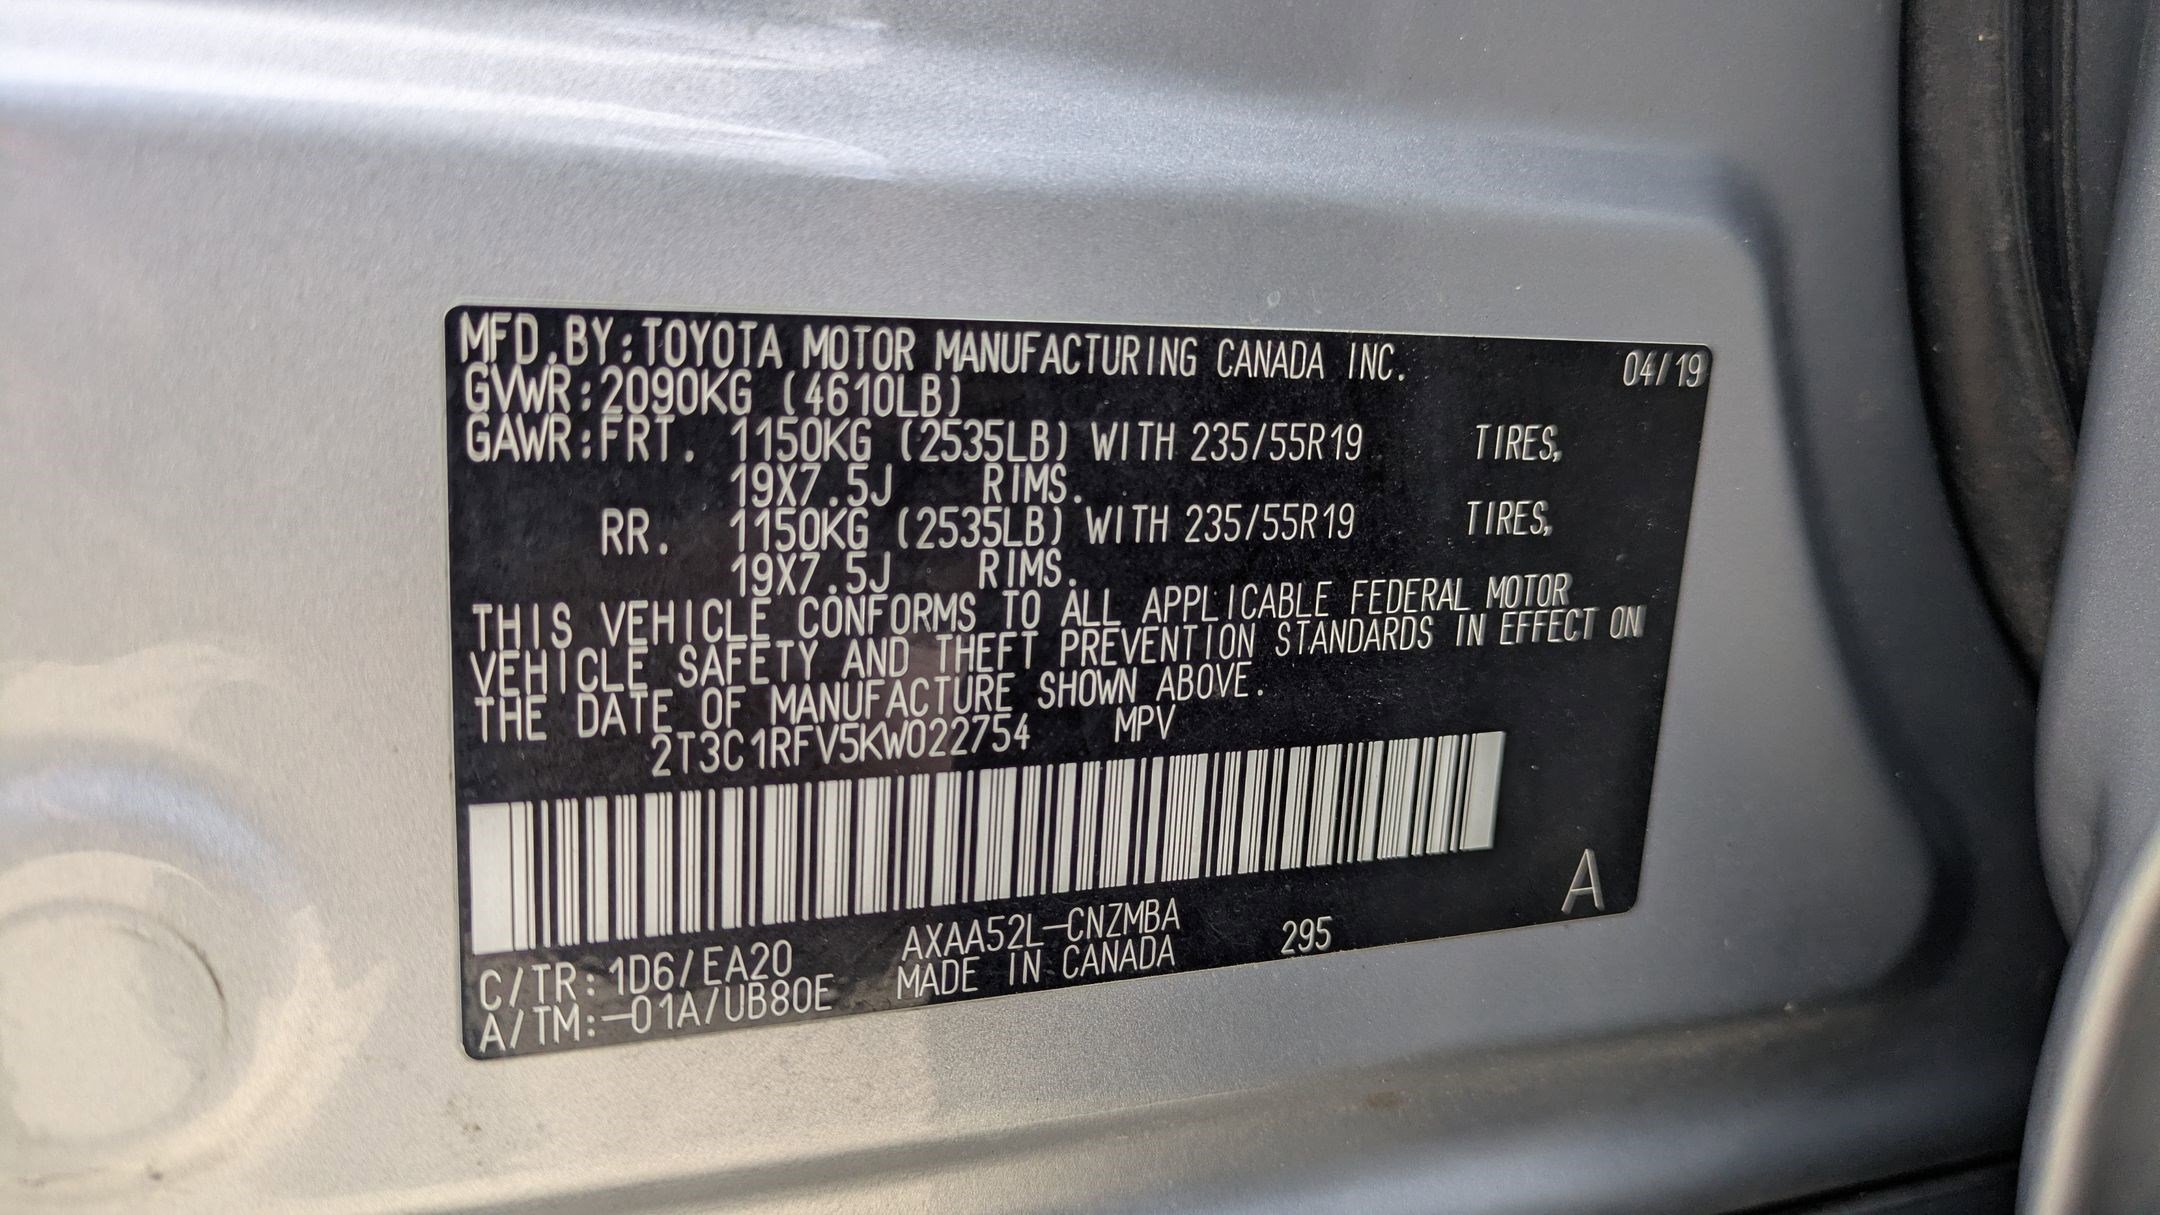 MFD.BY:TOYOTA MOTOR MANUFACTURING CANADA INC. 04/19
GVWR:2090KG (4610LB)
GAWR:FRT. 1150KG (2535LB) WITH 235/55R19 TIRES,
19X7.5J RIMS.
RR. 1150KG (2535LB) WITH 235/55R19 TIRES,
19X7.5J RIMS.
THIS VEHICLE CONFORMS TO ALL APPLICABLE FEDERAL MOTOR
VEHICLE SAFETY AND THEFT PREVENTION STANDARDS IN EFFECT ON
THE DATE OF MANUFACTURE SHOWN ABOVE.
2T3C1RFV5KW022754 MPV
A
C/TR:1D6/EA20 AXAA52L-CNZMBA 295
A/TM:-01A/UB80E MADE IN CANADA